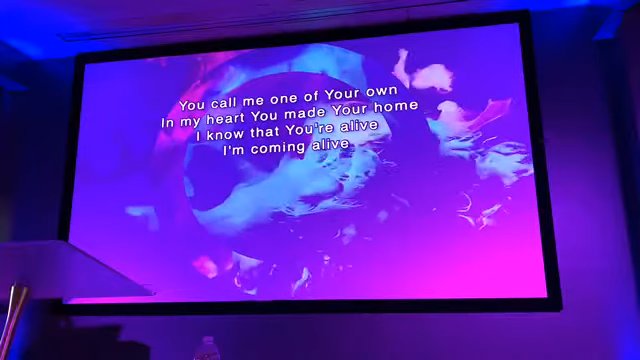 You call me one of Your own
In my heart You made Your home
I know that You're alive
I'm coming alive